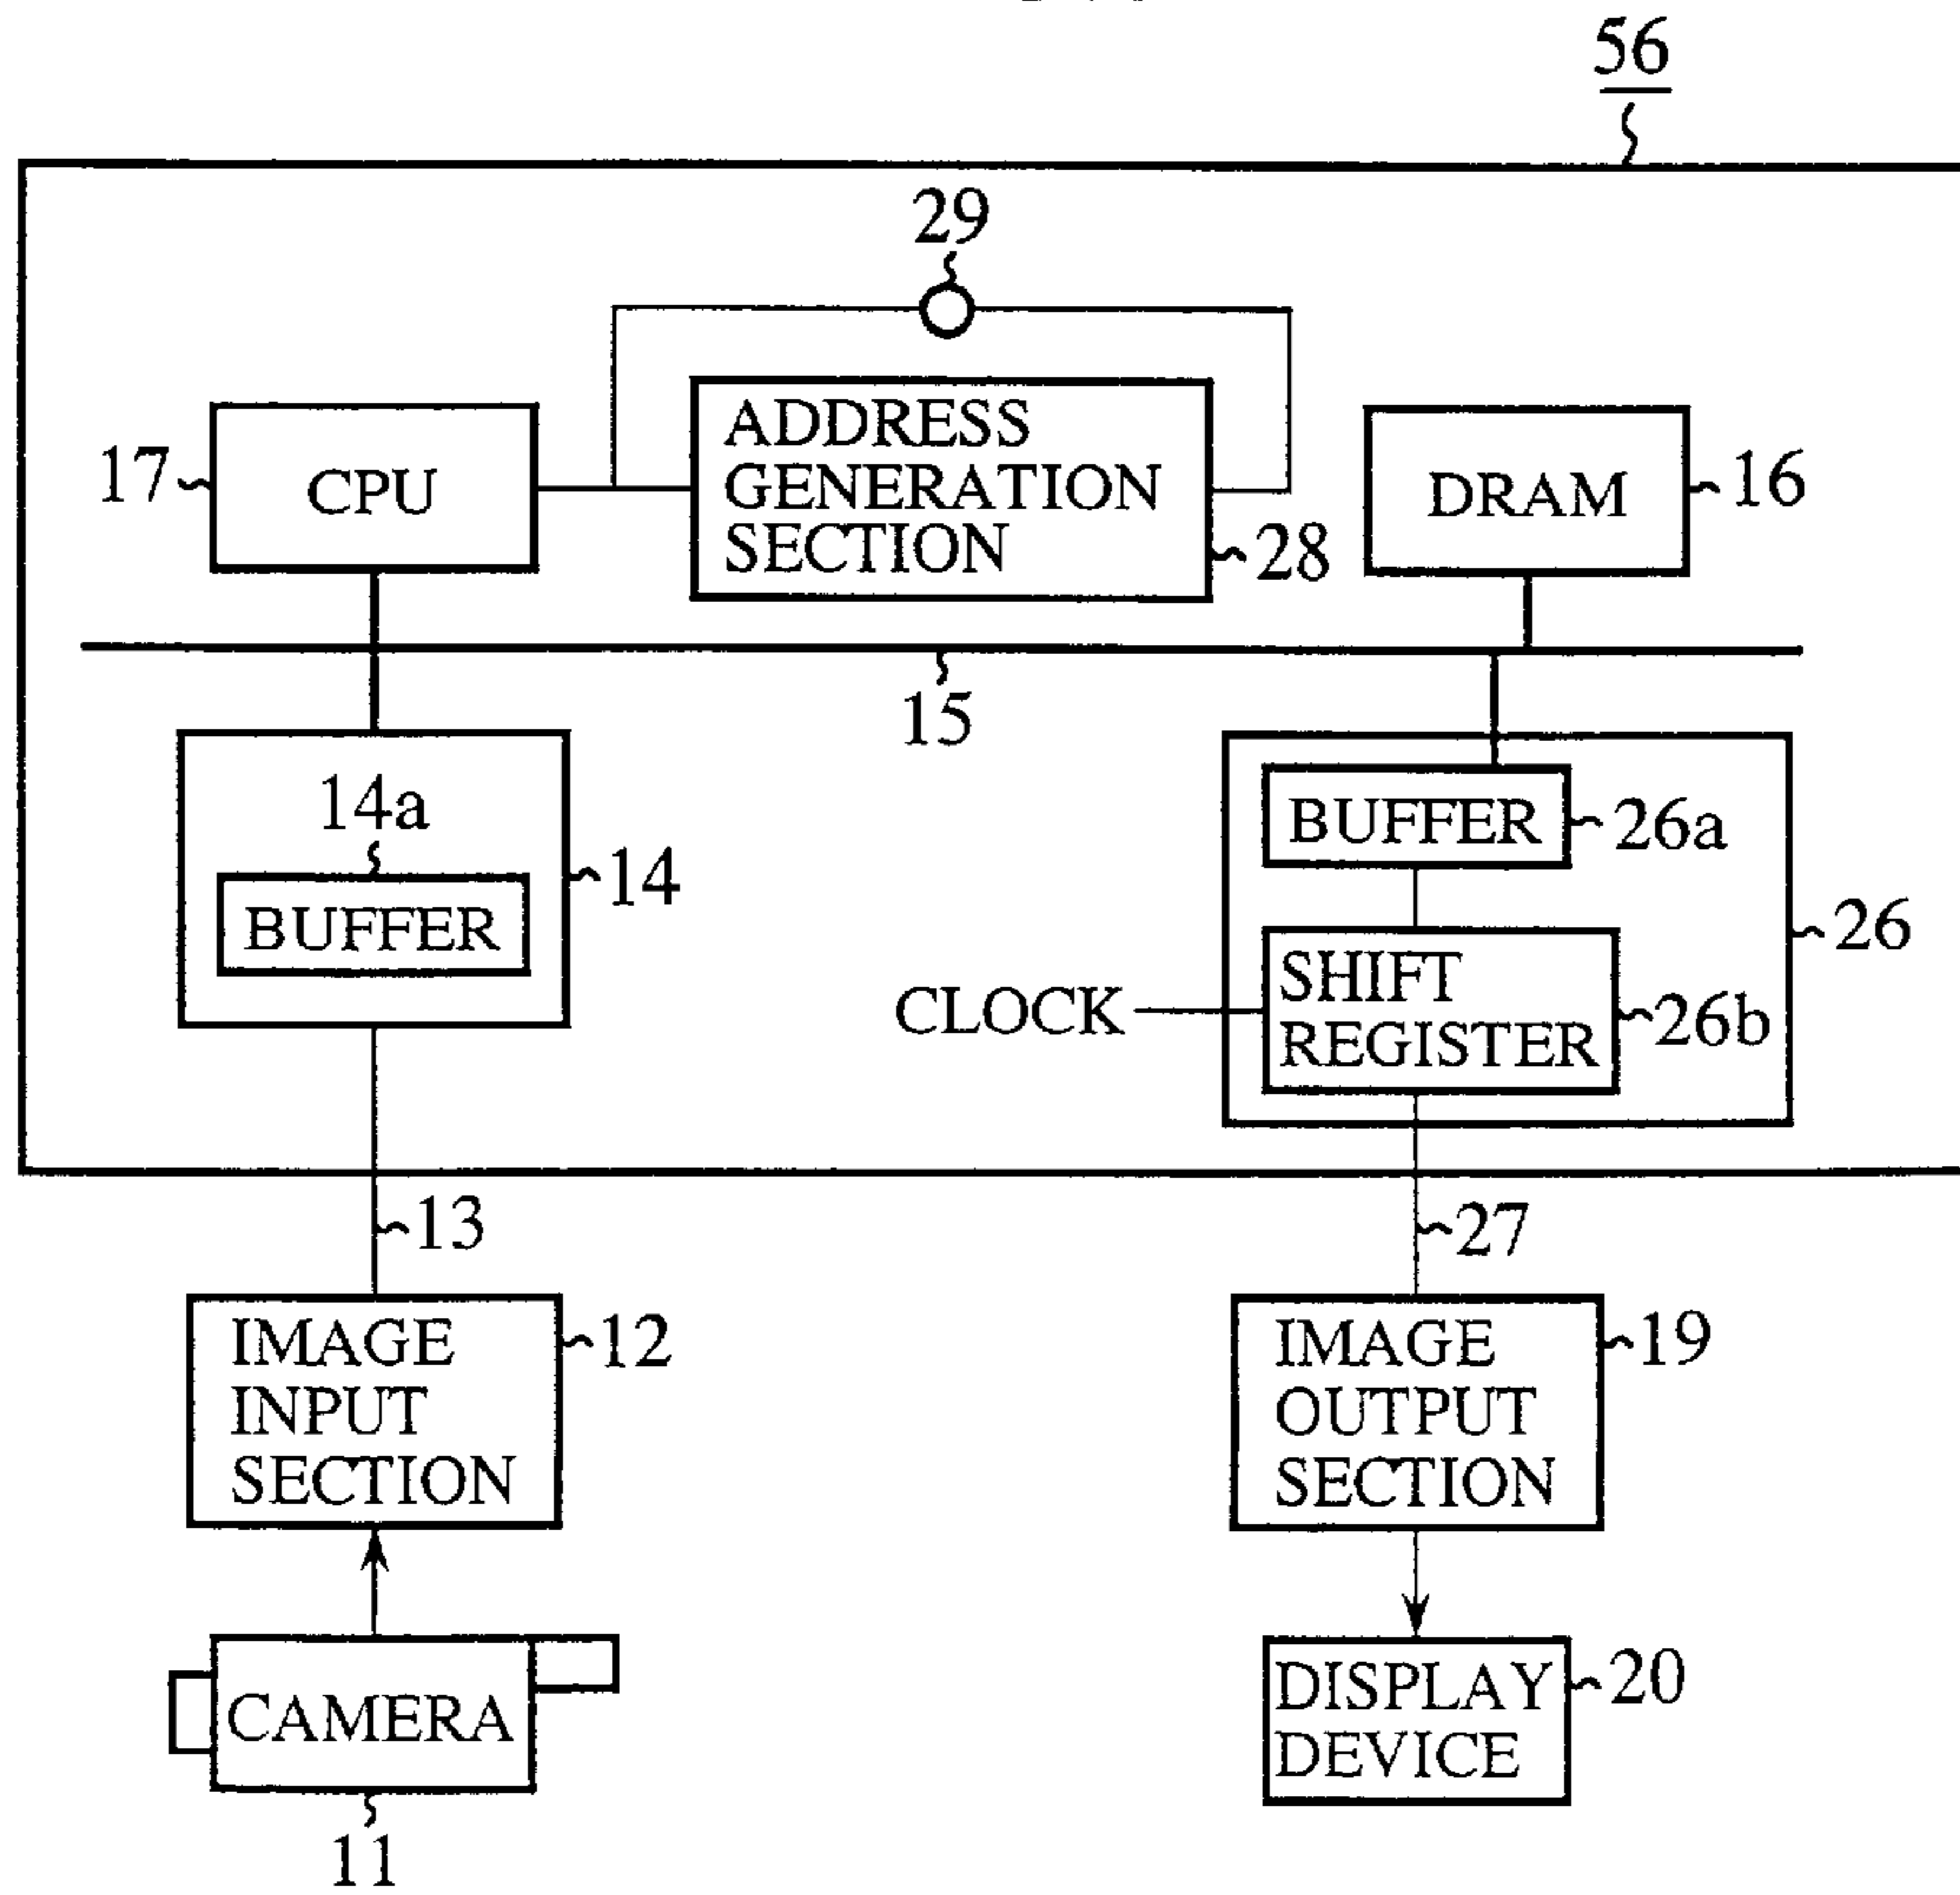 56
29
17
CPU
ADDRESS
GENERATION
SECTION
28
DRAM
16
15
14a
BUFFER
14
BUFFER
26a
26
CLOCK
SHIFT
REGISTER
26b
13
27
IMAGE
INPUT
SECTION
12
IMAGE
OUTPUT
SECTION
19
CAMERA
11
DISPLAY
DEVICE
20